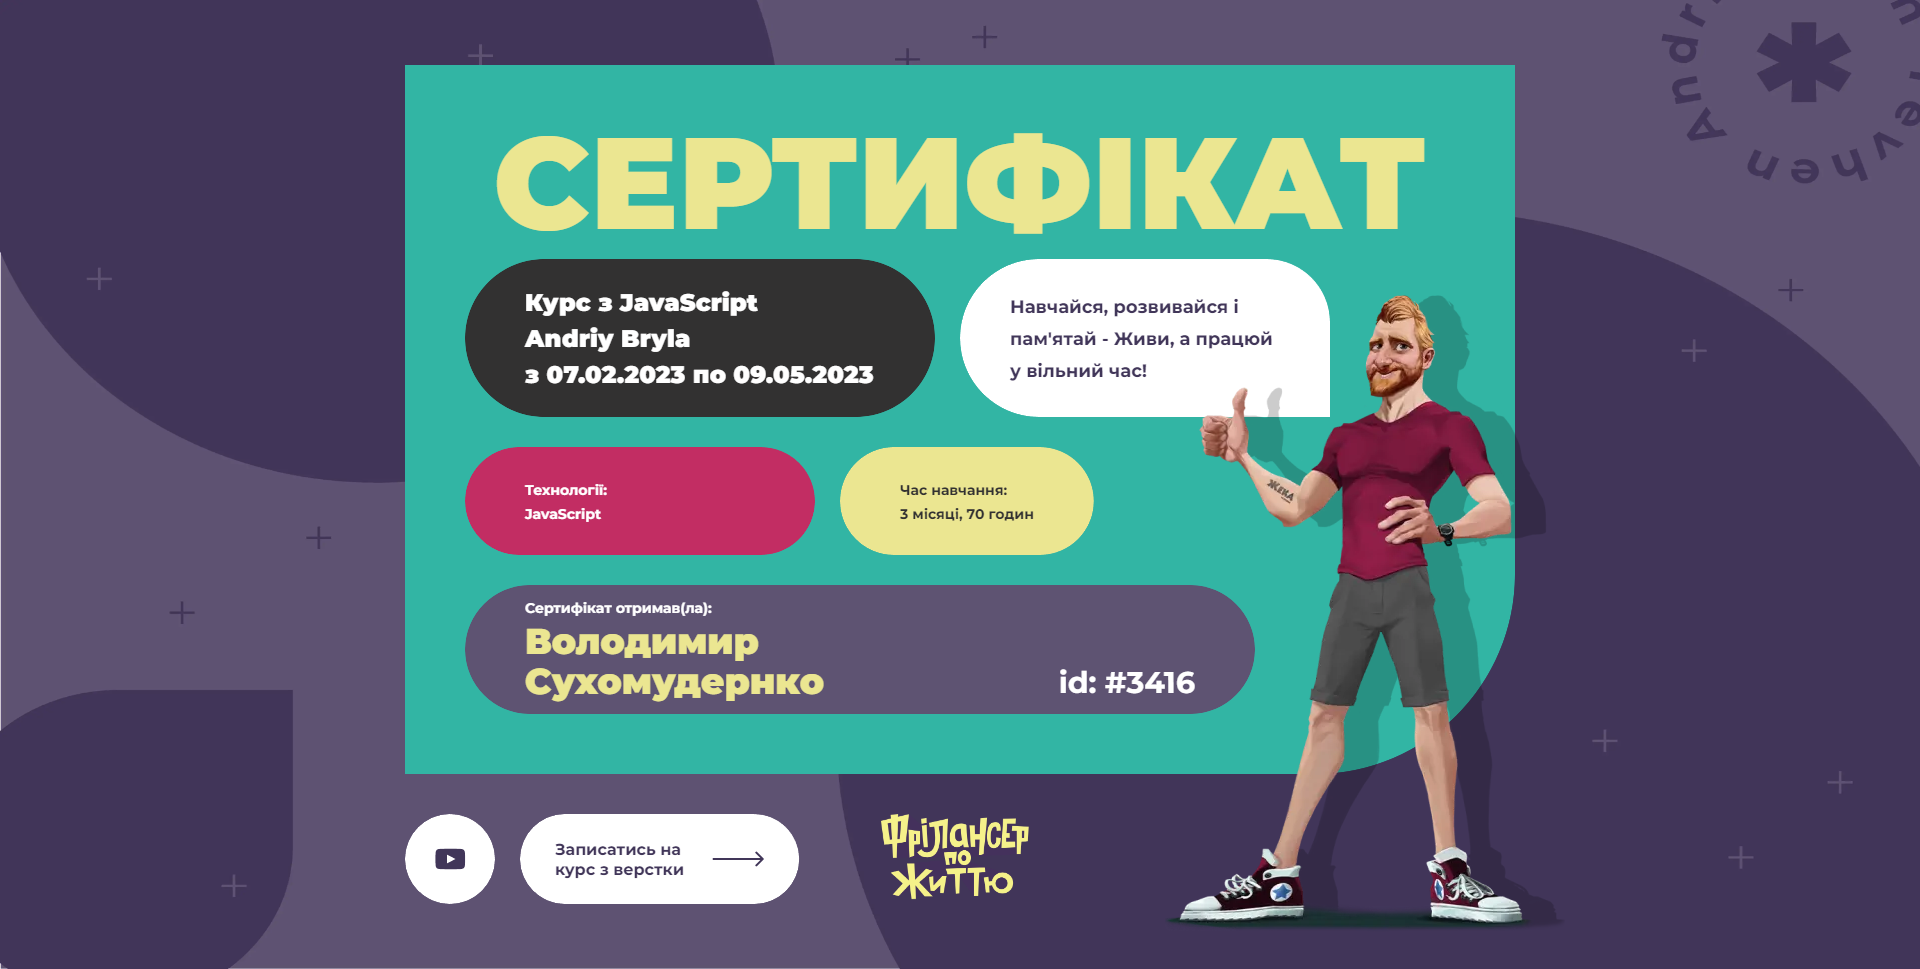 СЕРТИФІКАТ
Курс з JavaScript
Andriy Bryla
з 07.02.2023 по 09.05.2023
Навчайся, розвивайся і
пам'ятай - Живи, а працюй
у вільний час!
Технології:
JavaScript
Час навчання:
3 місяці, 70 годин
ЖЕКА
Сертифікат отримав(ла):
Володимир
Сухомудернко
id: #3416
Записатись на
курс з верстки
Фрілансер
по
життю